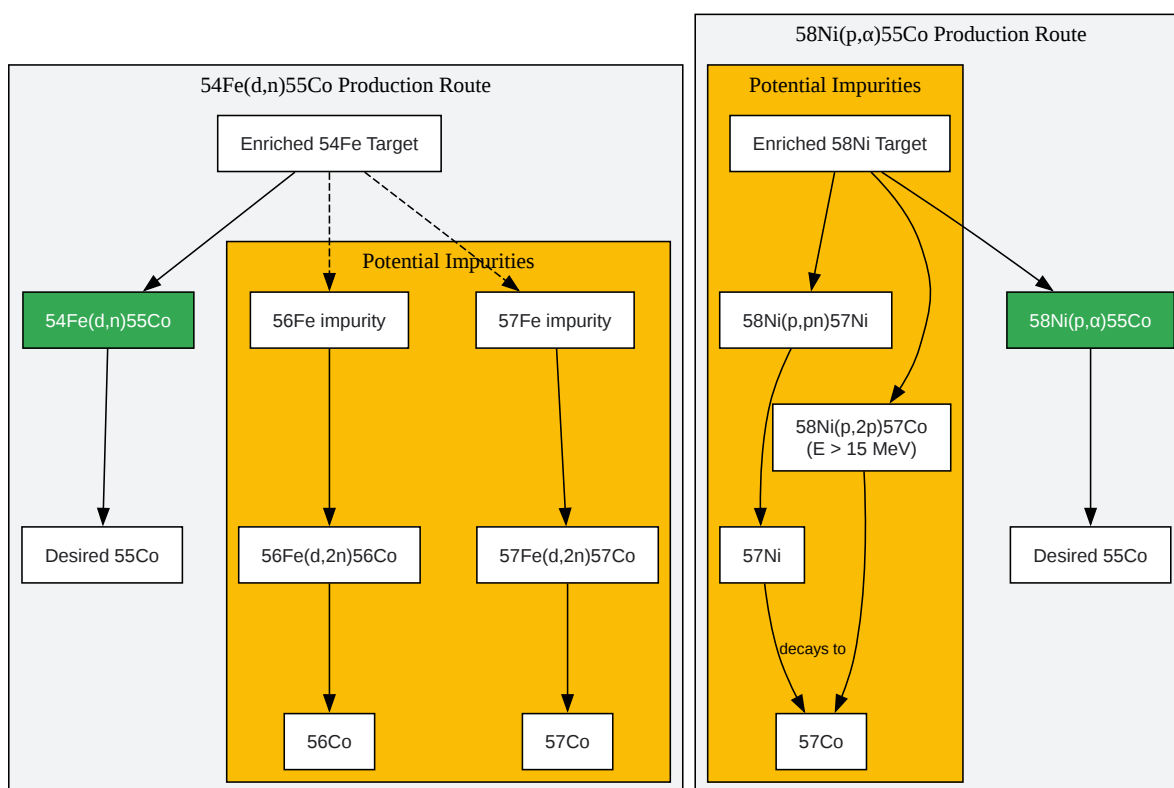 54Fe(d,n)55Co Production Route
Enriched 54Fe Target
Potential Impurities
54Fe(d,n)55Co
56Fe impurity
57Fe impurity
Desired 55Co
56Fe(d,2n)56Co
57Fe(d,2n)57Co
56Co
57Co
58Ni(p,α)55Co Production Route
Potential Impurities
Enriched 58Ni Target
58Ni(p,pn)57Ni
58Ni(p,α)55Co
58Ni(p,2p)57Co
(E > 15 MeV)
57Ni
Desired 55Co
decays to
57Co